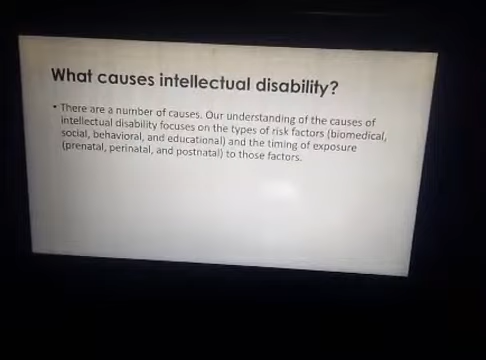 What causes intellectual disability?
• There are a number of causes. Our understanding of the causes of
intellectual disability focuses on the types of risk factors (biomedical,
social, behavioral, and educational) and the timing of exposure
(prenatal, perinatal, and postnatal) to those factors.